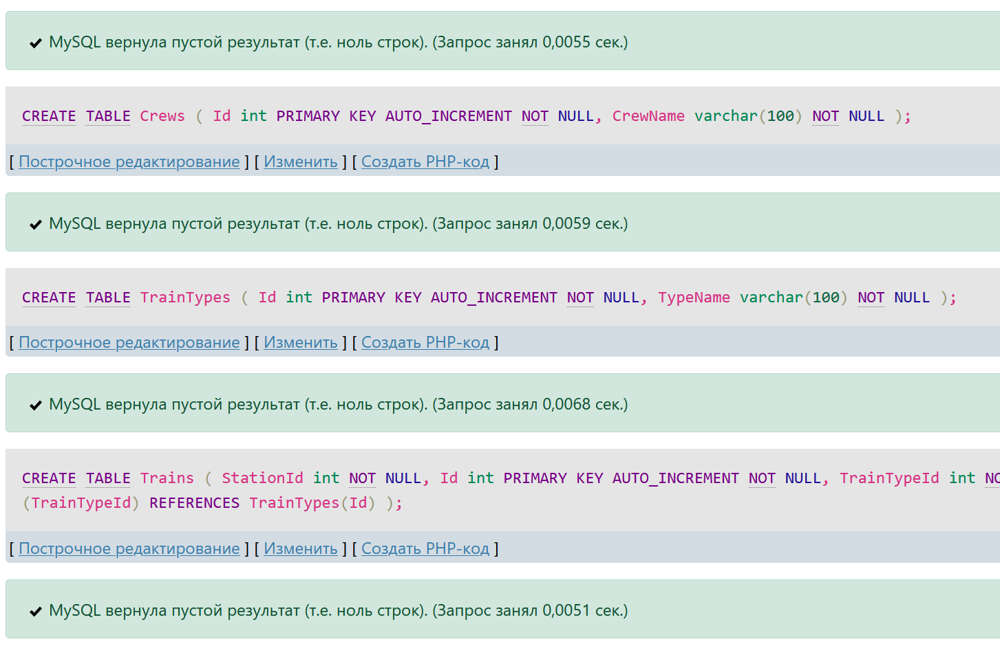 MySQL вернула пустой результат (т.е. ноль строк). (Запрос занял 0,0055 сек.)
CREATE TABLE Crews ( Id int PRIMARY KEY AUTO_INCREMENT NOT NULL, CrewName varchar(100) NOT NULL );
[ Построчное редактирование ] [ Изменить ] [ Создать PHP-код ]
MySQL вернула пустой результат (т.е. ноль строк). (Запрос занял 0,0059 сек.)
CREATE TABLE TrainTypes ( Id int PRIMARY KEY AUTO_INCREMENT NOT NULL, TypeName varchar(100) NOT NULL );
[ Построчное редактирование ] [ Изменить ] [ Создать PHP-код ]
MySQL вернула пустой результат (т.е. ноль строк). (Запрос занял 0,0068 сек.)
CREATE TABLE Trains ( StationId int NOT NULL, Id int PRIMARY KEY AUTO_INCREMENT NOT NULL, TrainTypeId int
(TrainTypeId) REFERENCES TrainTypes(Id) );
[ Построчное редактирование ] [ Изменить ] [ Создать PHP-код ]
MySQL вернула пустой результат (т.е. ноль строк). (Запрос занял 0,0051 сек.)